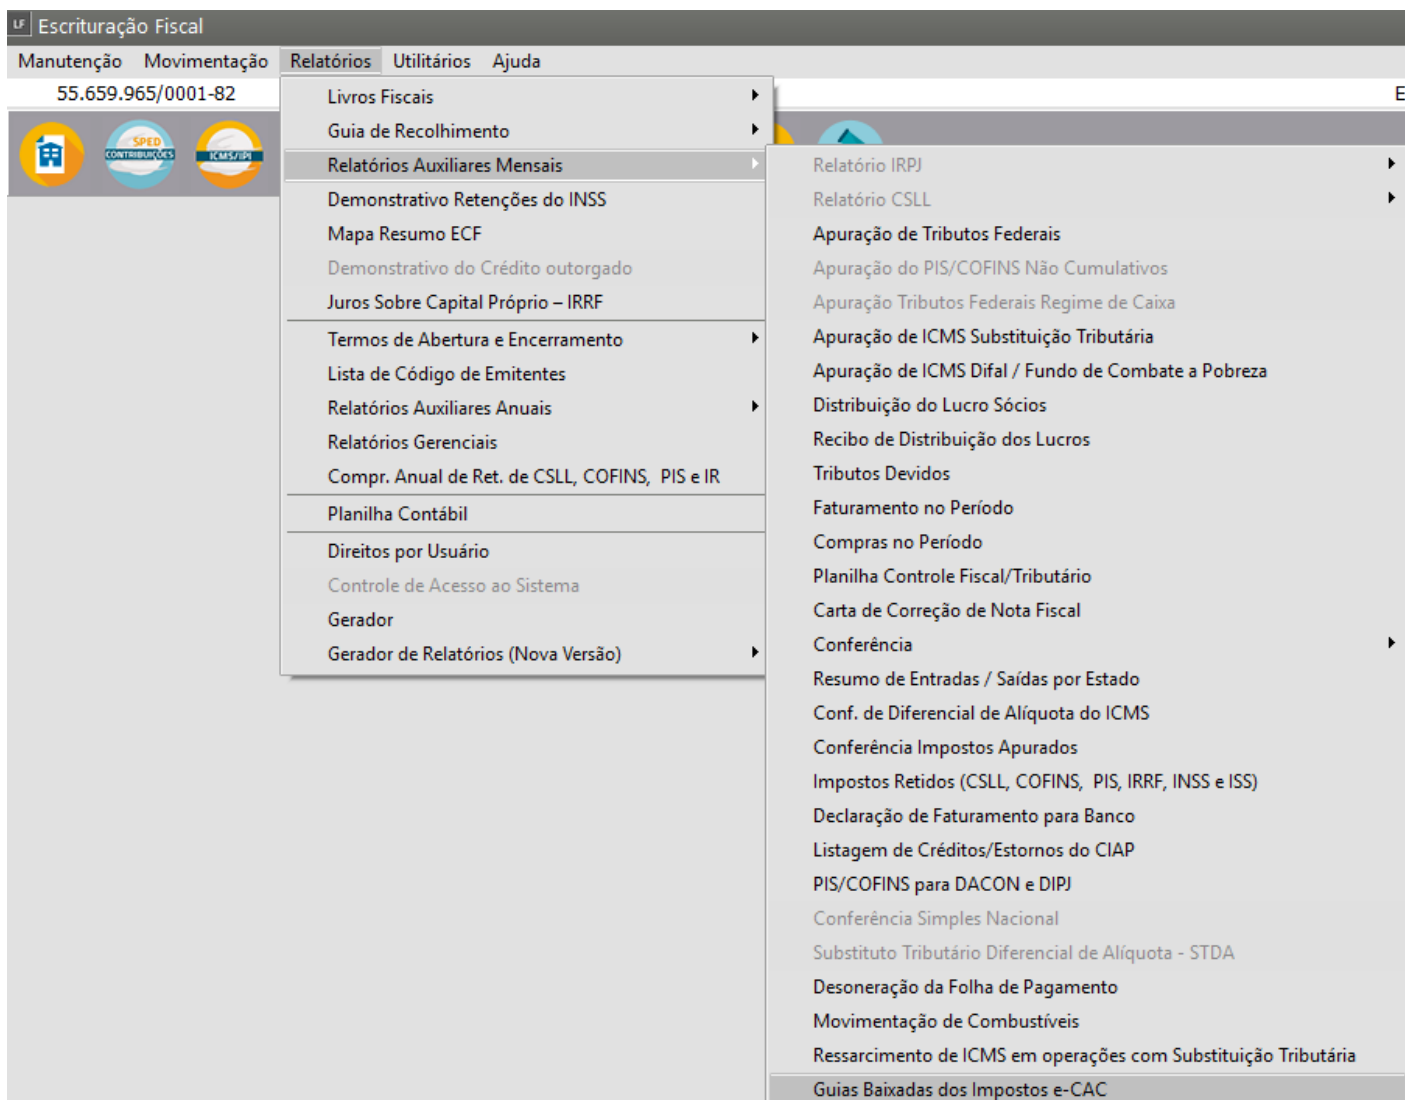 LF Escrituração Fiscal
Manutenção Movimentação Relatórios Utilitários Ajuda
55.659.965/0001-82 E
SPED CONTRIBUIÇÕES ICMS/IPI
Livros Fiscais
Guia de Recolhimento
Relatórios Auxiliares Mensais
Demonstrativo Retenções do INSS
Mapa Resumo ECF
Demonstrativo do Crédito outorgado
Juros Sobre Capital Próprio – IRRF
Termos de Abertura e Encerramento
Lista de Código de Emitentes
Relatórios Auxiliares Anuais
Relatórios Gerenciais
Compr. Anual de Ret. de CSLL, COFINS, PIS e IR
Planilha Contábil
Direitos por Usuário
Controle de Acesso ao Sistema
Gerador
Gerador de Relatórios (Nova Versão)
Relatório IRPJ
Relatório CSLL
Apuração de Tributos Federais
Apuração do PIS/COFINS Não Cumulativos
Apuração Tributos Federais Regime de Caixa
Apuração de ICMS Substituição Tributária
Apuração de ICMS Difal / Fundo de Combate a Pobreza
Distribuição do Lucro Sócios
Recibo de Distribuição dos Lucros
Tributos Devidos
Faturamento no Período
Compras no Período
Planilha Controle Fiscal/Tributário
Carta de Correção de Nota Fiscal
Conferência
Resumo de Entradas / Saídas por Estado
Conf. de Diferencial de Alíquota do ICMS
Conferência Impostos Apurados
Impostos Retidos (CSLL, COFINS, PIS, IRRF, INSS e ISS)
Declaração de Faturamento para Banco
Listagem de Créditos/Estornos do CIAP
PIS/COFINS para DACON e DIPJ
Conferência Simples Nacional
Substituto Tributário Diferencial de Alíquota - STDA
Desoneração da Folha de Pagamento
Movimentação de Combustíveis
Ressarcimento de ICMS em operações com Substituição Tributária
Guias Baixadas dos Impostos e-CAC